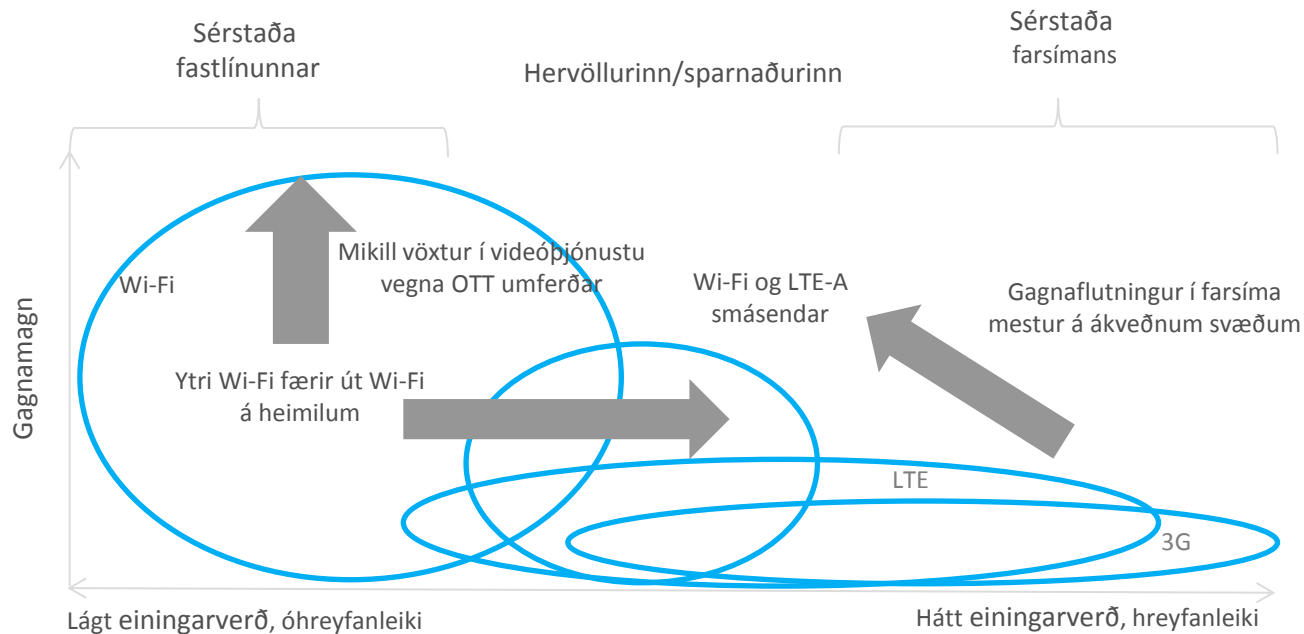 Sérstaða
fastlínunnar
Hervöllurinn/sparnaðurinn
Sérstaða
farsímans
Gagnamagn
Wi-Fi
Mikill vöxtur í videóþjónustu
vegna OTT umferðar
Wi-Fi og LTE-A
smásendar
Gagnaflutningur í farsíma
mestur á ákveðnum svæðum
Ytri Wi-Fi færir út Wi-Fi
á heimilum
LTE
3G
Lágt einingarverð, óhreyfanleiki
Hátt einingarverð, hreyfanleiki